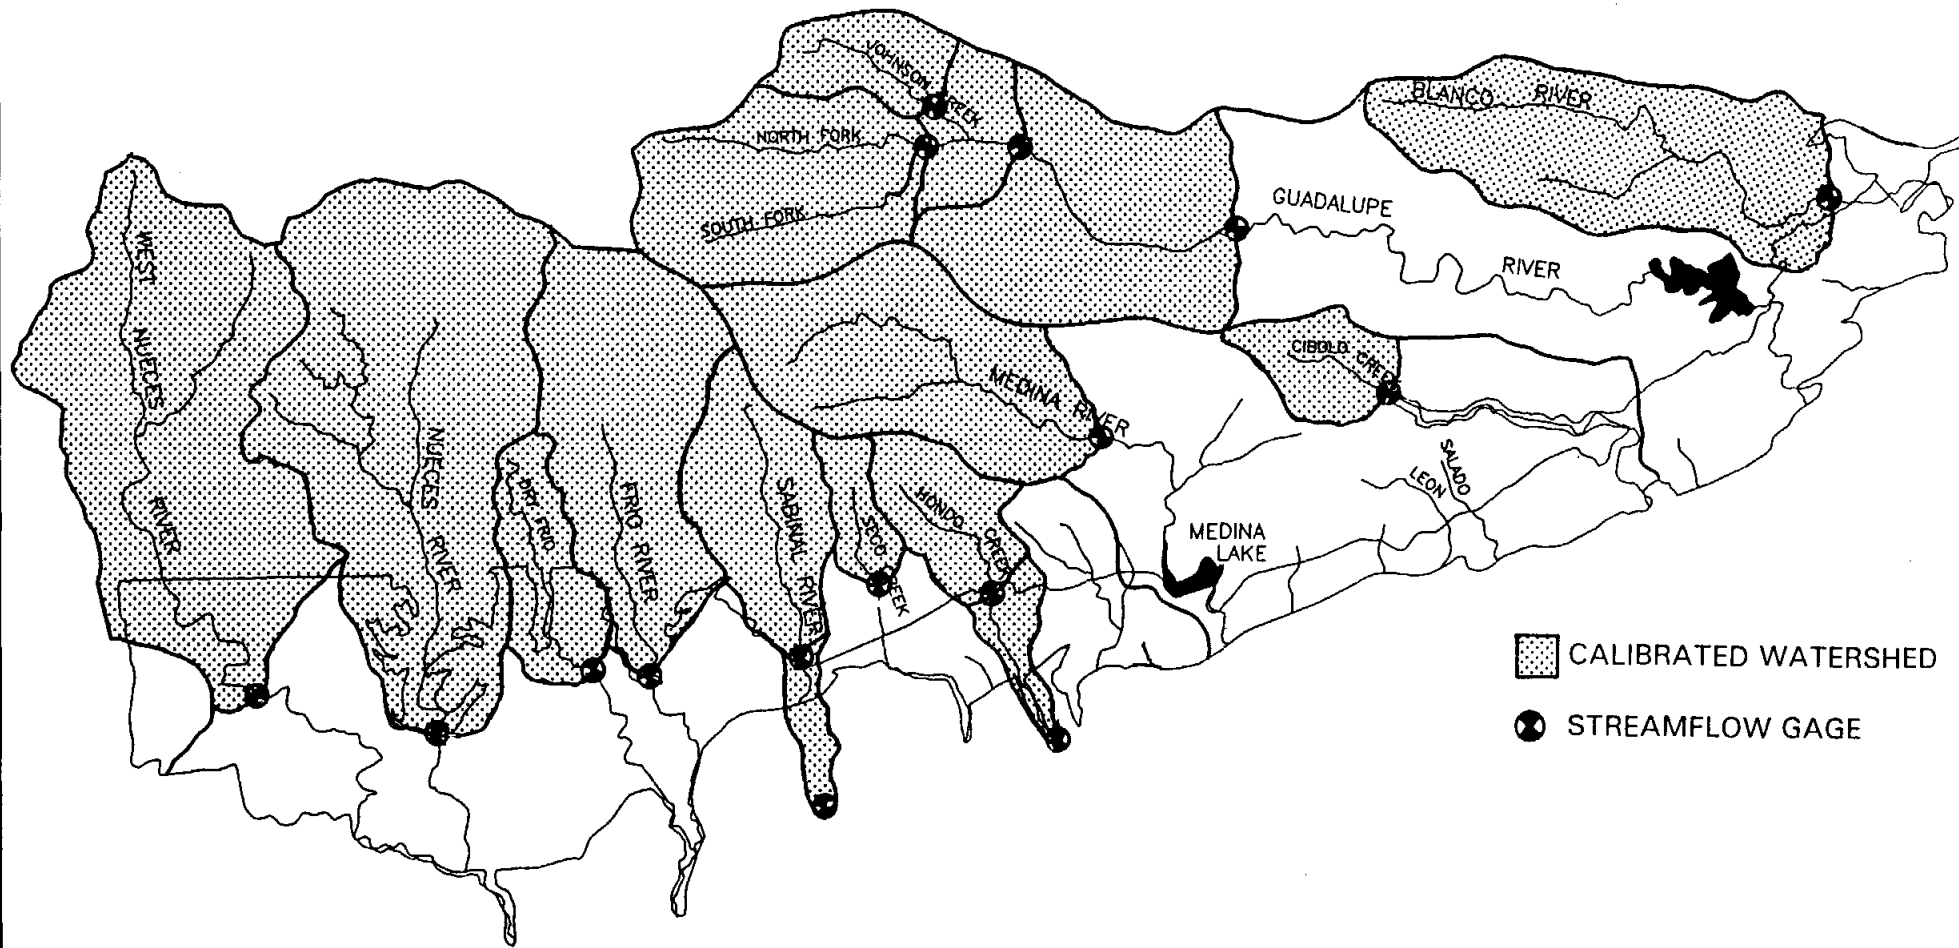 JOHNSON CREEK
NORTH FORK
SOUTH FORK
BLANCO RIVER
GUADALUPE
RIVER
WEST
NUECES
RIVER
NUECES
RIVER
DRY FRIO
FRIO
RIVER
SABINAL RIVER
SECO CREEK
HONDO
CREEK
MEDINA RIVER
CIBOLO CREEK
SALADO
LEON
MEDINA
LAKE
CALIBRATED WATERSHED
STREAMFLOW GAGE